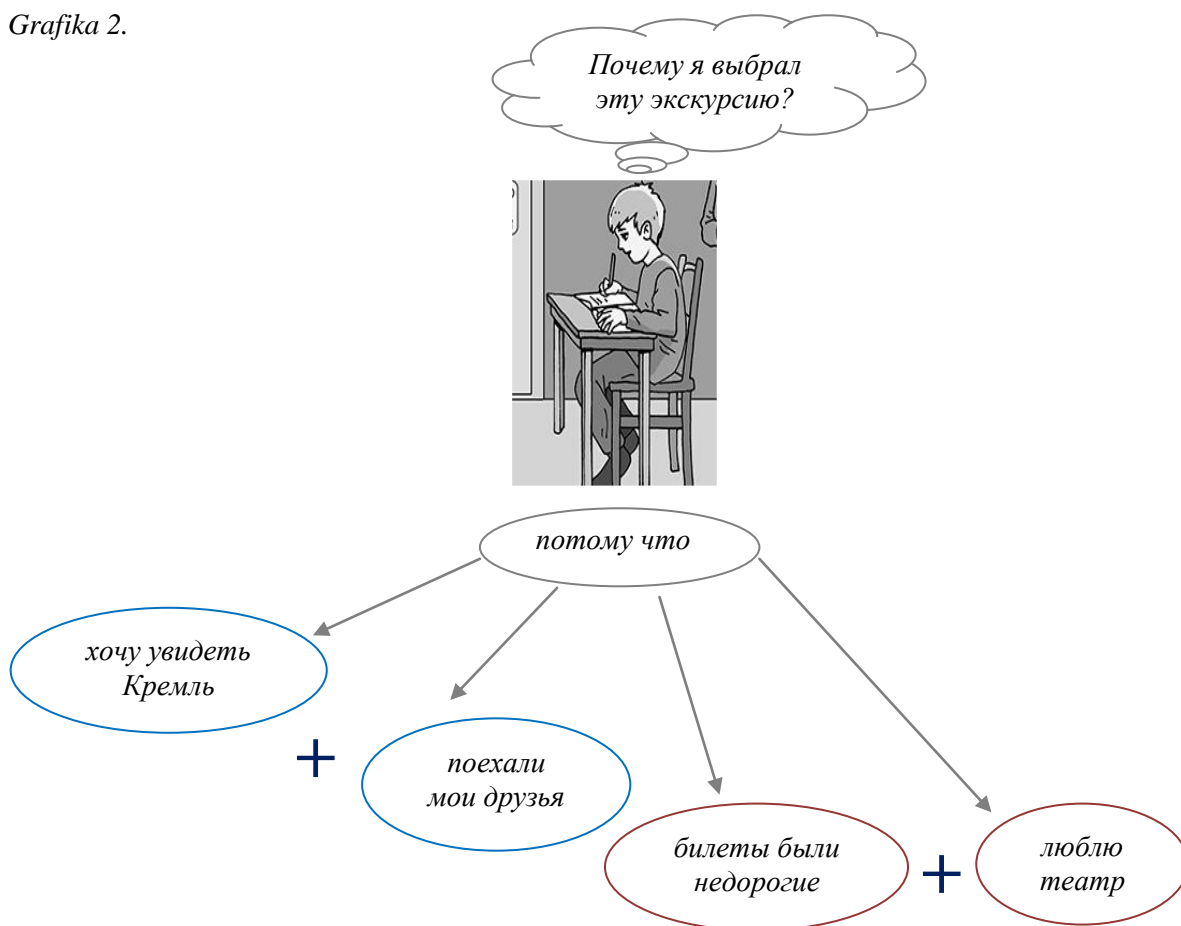 Grafika 2.
Почему я выбрал
эту экскурсию?
потому что
хочу увидеть
Кремль
+
поехали
мои друзья
билеты были
недорогие
+
люблю
театр